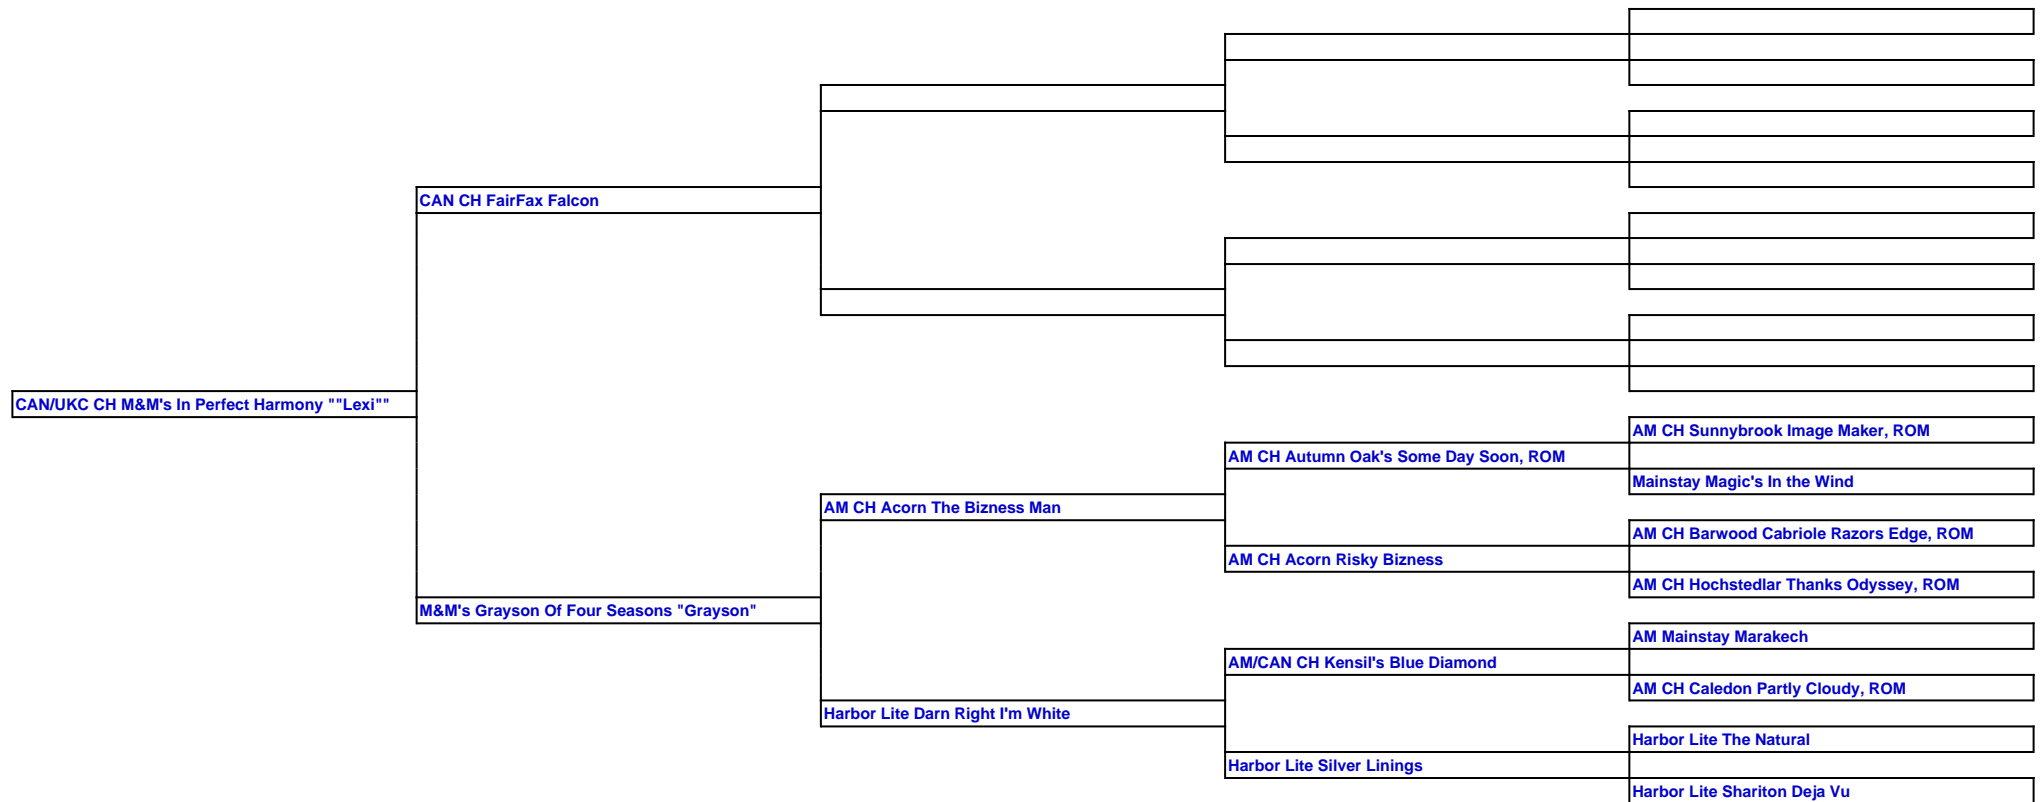 CAN CH FairFax Falcon
CAN/UKC CH M&M's In Perfect Harmony ""Lexi""
AM CH Sunnybrook Image Maker, ROM
AM CH Autumn Oak's Some Day Soon, ROM
Mainstay Magic's In the Wind
AM CH Acorn The Bizness Man
AM CH Barwood Cabriole Razors Edge, ROM
AM CH Acorn Risky Bizness
AM CH Hochstedlar Thanks Odyssey, ROM
M&M's Grayson Of Four Seasons "Grayson"
AM Mainstay Marakech
AM/CAN CH Kensil's Blue Diamond
AM CH Caledon Partly Cloudy, ROM
Harbor Lite Darn Right I'm White
Harbor Lite The Natural
Harbor Lite Silver Linings
Harbor Lite Shariton Deja Vu